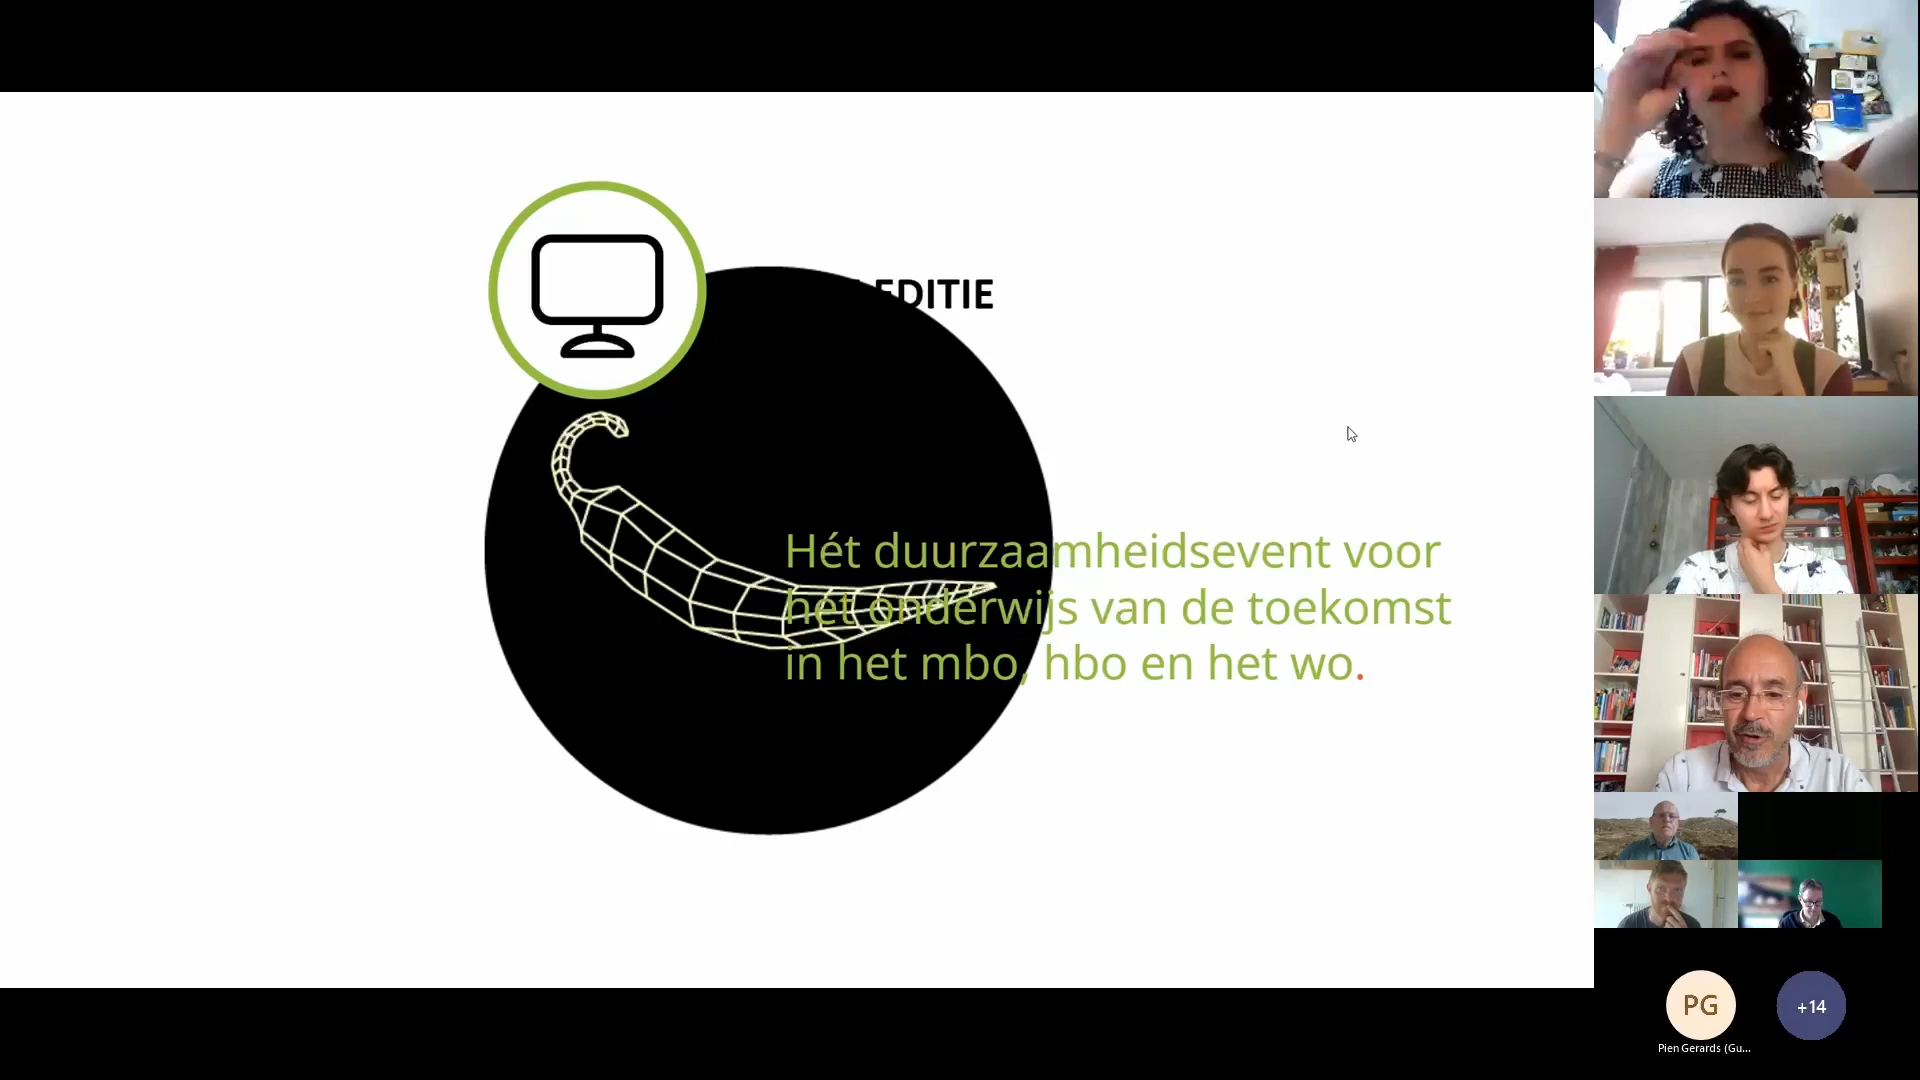 EDITIE
Hét duurzaamheidsevent voor
het onderwijs van de toekomst
in het mbo, hbo en het wo.
PG
+14
Pien Gerards (Gu...